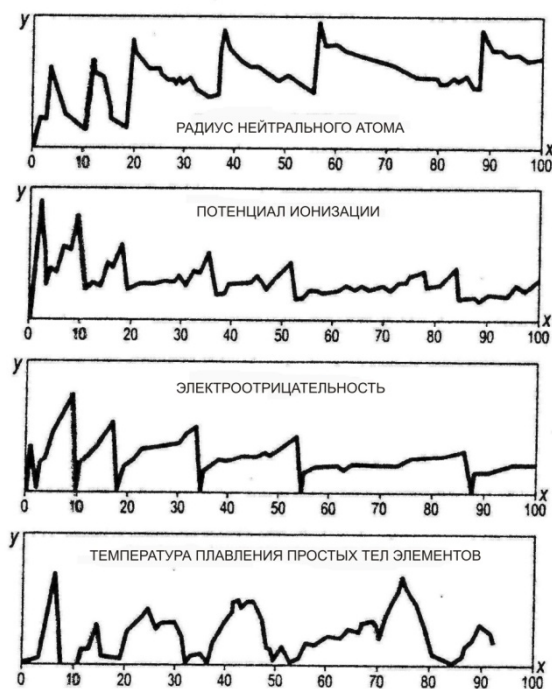 y
РАДИУС НЕЙТРАЛЬНОГО АТОМА
x
0 10 20 30 40 50 60 70 80 90 100
y
ПОТЕНЦИАЛ ИОНИЗАЦИИ
x
0 10 20 30 40 50 60 70 80 90 100
y
ЭЛЕКТРООТРИЦАТЕЛЬНОСТЬ
x
0 10 20 30 40 50 60 70 80 90 100
y
ТЕМПЕРАТУРА ПЛАВЛЕНИЯ ПРОСТЫХ ТЕЛ ЭЛЕМЕНТОВ
x
0 10 20 30 40 50 60 70 80 90 100